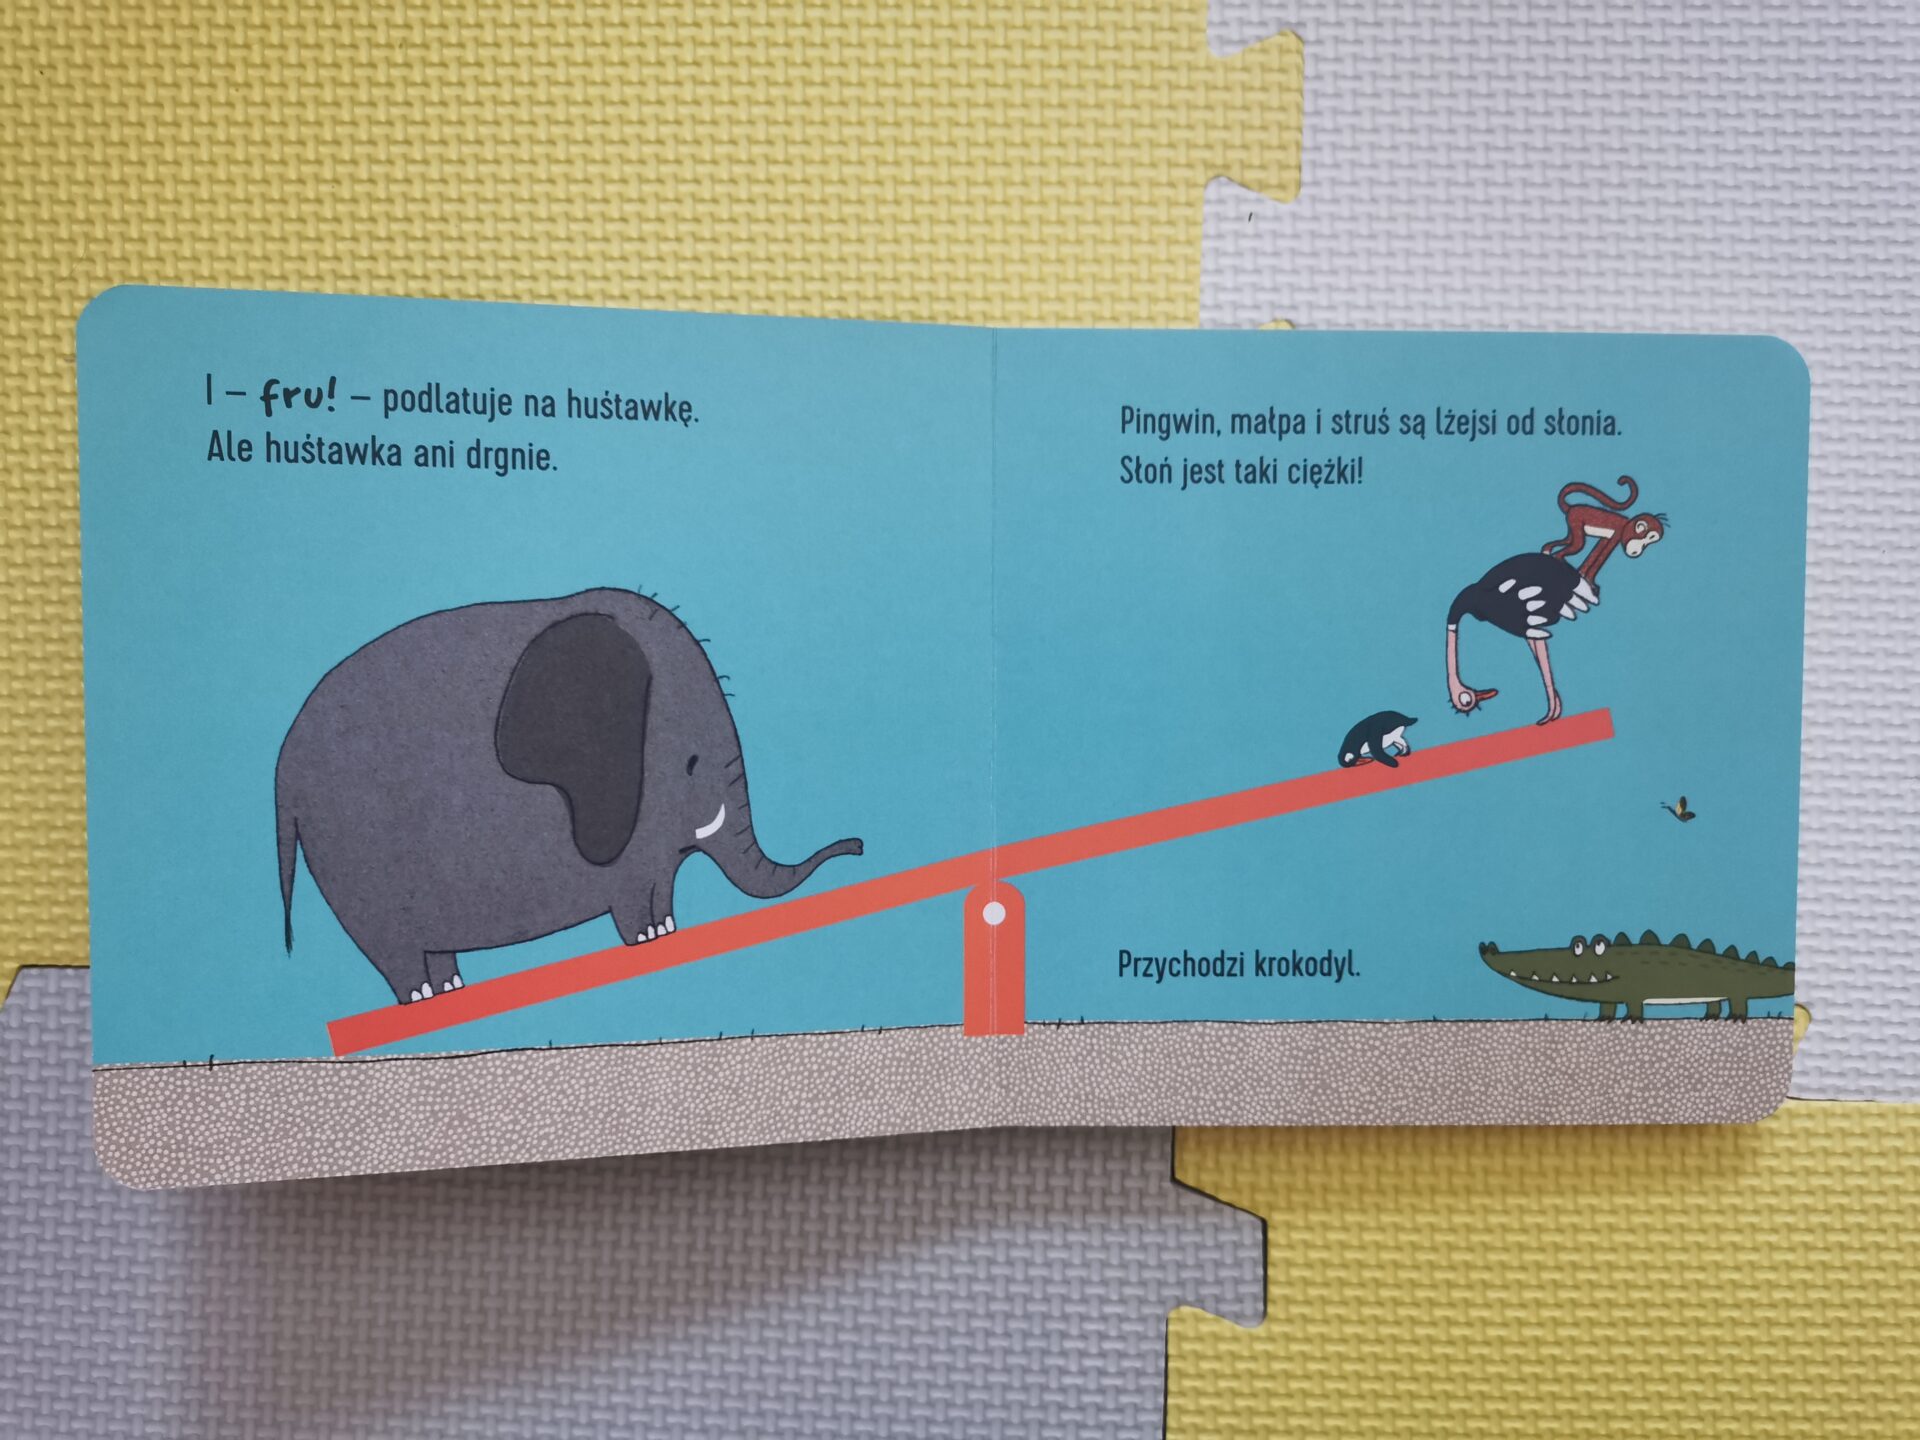 I – fru! – podlatuje na huśtawkę.
Ale huśtawka ani drgnie.
Pingwin, małpa i struś są lżejsi od słonia.
Słoń jest taki ciężki!
Przychodzi krokodyl.